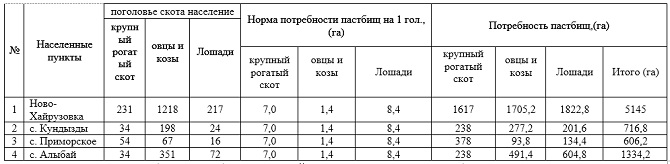 № | Населенные пункты | поголовье скота население | Норма потребности пастбищ на 1 гол., (га) | Потребность пастбищ,(га)
крупный рогатый скот | овцы и козы | Лошади | крупный рогатый скот | овцы и козы | Лошади | крупный рогатый скот | овцы и козы | Лошади | Итого (га)
1 | Ново-Хайрузовка | 231 | 1218 | 217 | 7,0 | 1,4 | 8,4 | 1617 | 1705,2 | 1822,8 | 5145
2 | с. Кундызды | 34 | 198 | 24 | 7,0 | 1,4 | 8,4 | 238 | 277,2 | 201,6 | 716,8
3 | с. Приморское | 54 | 67 | 16 | 7,0 | 1,4 | 8,4 | 378 | 93,8 | 134,4 | 606,2
4 | с. Алыбай | 34 | 351 | 72 | 7,0 | 1,4 | 8,4 | 238 | 491,4 | 604,8 | 1334,2